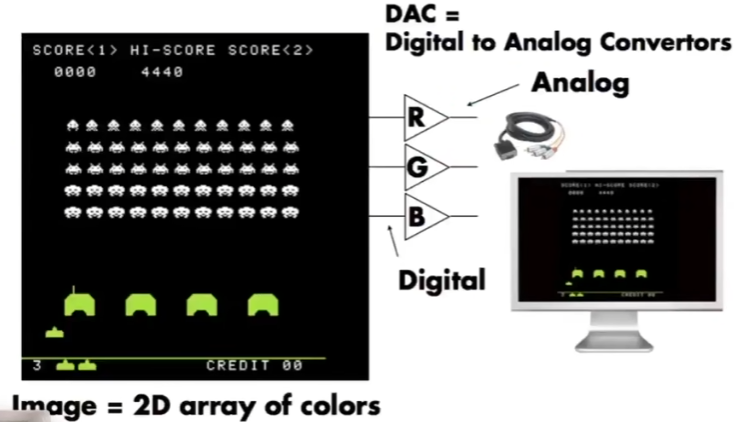 DAC =
Digital to Analog Convertors
SCORE<1> HI-SCORE SCORE<2>
0000 4440
Analog
R
G
B
Digital
SCORE<1> HI-SCORE SCORE<2>
0000 4440
3 CREDIT 00
3 CREDIT 00
Image = 2D array of colors